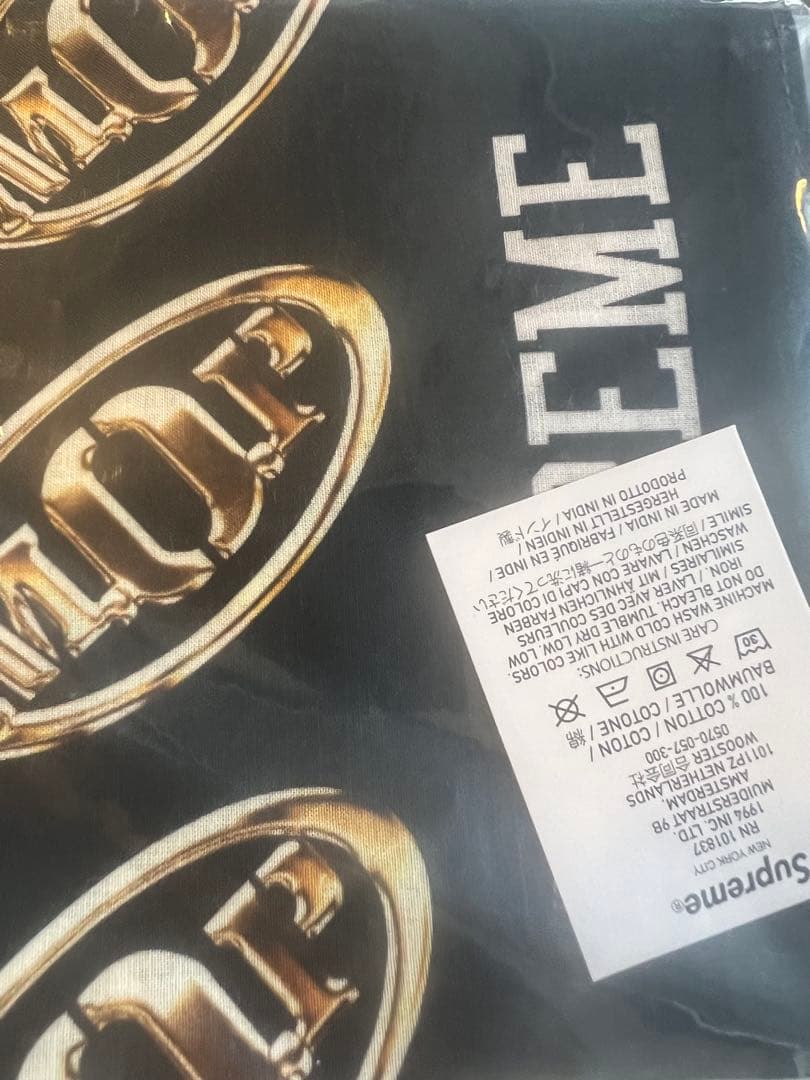 EME
Supreme®
NEW YORK CITY
RN 101837
1994 INC. LTD.
MUIDERSTRAAT 9B
AMSTERDAM,
1011PZ NETHERLANDS
WOOSTER 合同会社
0570-057-300
100 % COTTON / COTON /
BAUMWOLLE / COTONE / 綿
30
CARE INSTRUCTIONS:
MACHINE WASH COLD WITH LIKE COLORS.
DO NOT BLEACH. TUMBLE DRY LOW. LOW
IRON. / LAVER AVEC DES COULEURS
SIMILAIRES / MIT ÄHNLICHEN FARBEN
WASCHEN / LAVARE CON CAPI DI COLORE
SIMILE / 同系色のものと一緒に洗ってください
MADE IN INDIA / FABRIQUÉ EN INDE /
HERGESTELLT IN INDIEN /
PRODOTTO IN INDIA / インド製